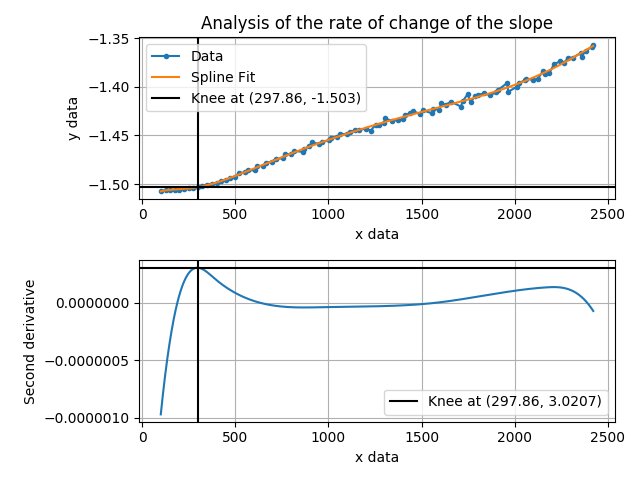 Analysis of the rate of change of the slope
−1.35
−1.40
−1.45
−1.50
y data
Data
Spline Fit
Knee at (297.86, -1.503)
0 500 1000 1500 2000 2500
x data
0.0000000
−0.0000005
−0.0000010
Second derivative
Knee at (297.86, 3.0207)
0 500 1000 1500 2000 2500
x data